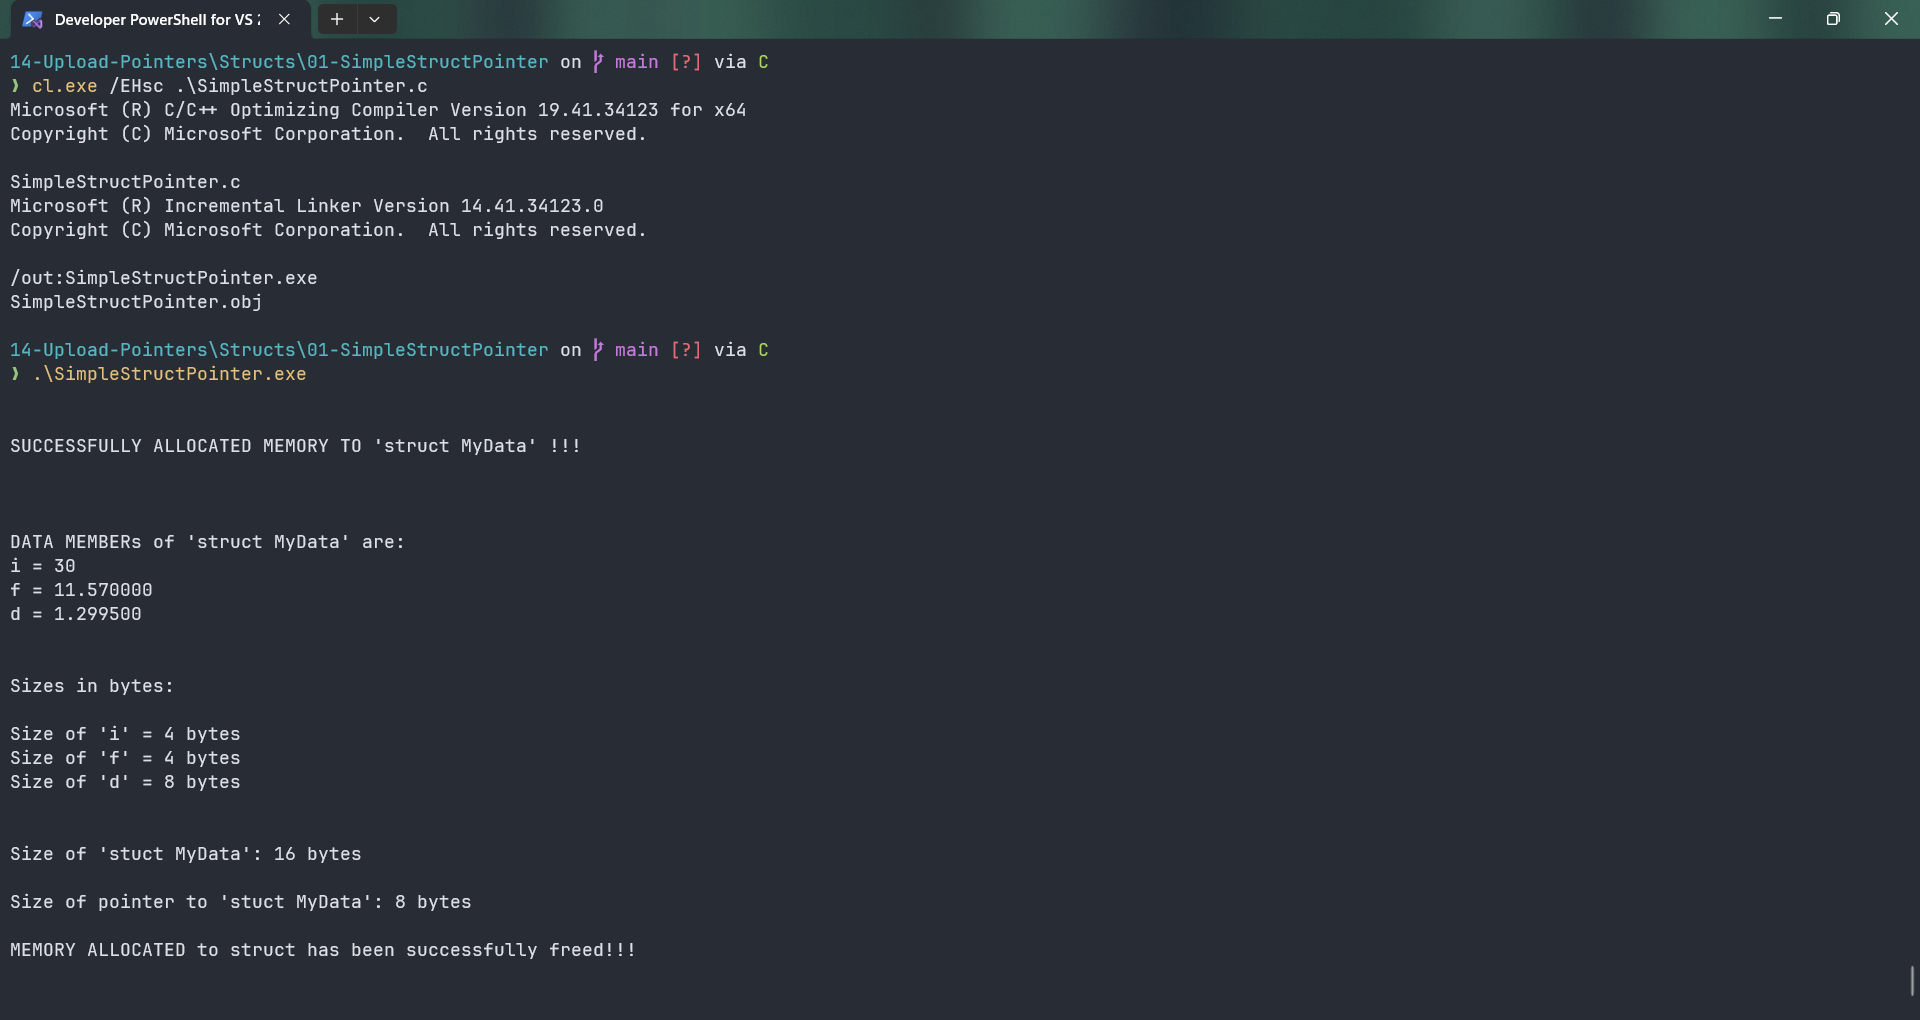 Developer PowerShell for VS
14-Upload-Pointers\Structs\01-SimpleStructPointer on main [?] via C
❯ cl.exe /EHsc .\SimpleStructPointer.c
Microsoft (R) C/C++ Optimizing Compiler Version 19.41.34123 for x64
Copyright (C) Microsoft Corporation.  All rights reserved.

SimpleStructPointer.c
Microsoft (R) Incremental Linker Version 14.41.34123.0
Copyright (C) Microsoft Corporation.  All rights reserved.

/out:SimpleStructPointer.exe
SimpleStructPointer.obj

14-Upload-Pointers\Structs\01-SimpleStructPointer on main [?] via C
❯ .\SimpleStructPointer.exe

SUCCESSFULLY ALLOCATED MEMORY TO 'struct MyData' !!!

DATA MEMBERs of 'struct MyData' are:
i = 30
f = 11.570000
d = 1.299500

Sizes in bytes:

Size of 'i' = 4 bytes
Size of 'f' = 4 bytes
Size of 'd' = 8 bytes

Size of 'stuct MyData': 16 bytes

Size of pointer to 'stuct MyData': 8 bytes

MEMORY ALLOCATED to struct has been successfully freed!!!